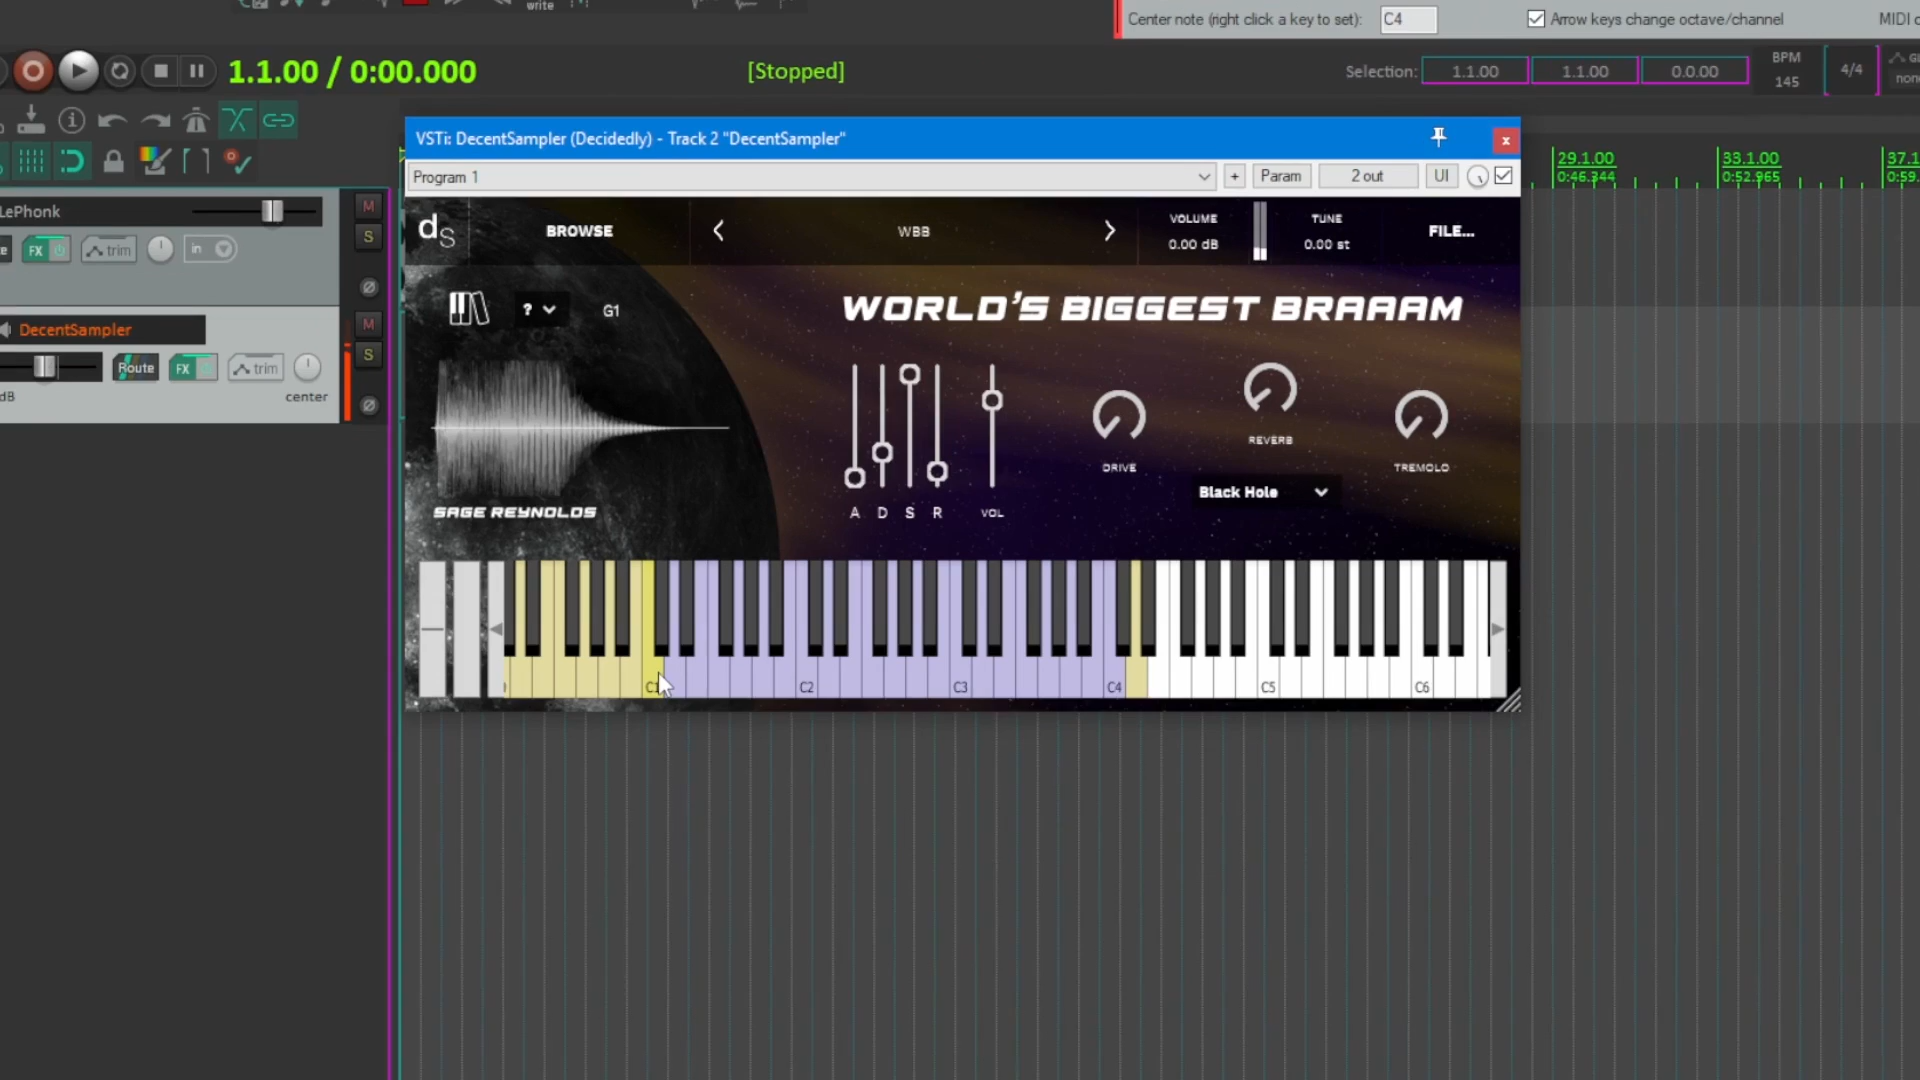 write
Center note (right click a key to set): C4
Arrow keys change octave/channel
MIDI
1.1.00 / 0:00.000
[Stopped]
Selection: 1.1.00 1.1.00 0.0.00
BPM
145
4/4
VSTi: DecentSampler (Decidedly) - Track 2 "DecentSampler"
29.1.00
0:46.344
33.1.00
0:52.965
37.1
0:59.
Program 1
+ Param 2 out UI
LePhonk
M
S
FX trim in
ds BROWSE WBB
VOLUME
0.00 dB
TUNE
0.00 st
FILE...
? G1
WORLD'S BIGGEST BRAAAM
DecentSampler
M
S
Route FX trim
dB center
DRIVE
REVERB
TREMOLO
Black Hole
SAGE REYNOLDS
A D S R VOL
C1 C2 C3 C4 C5 C6